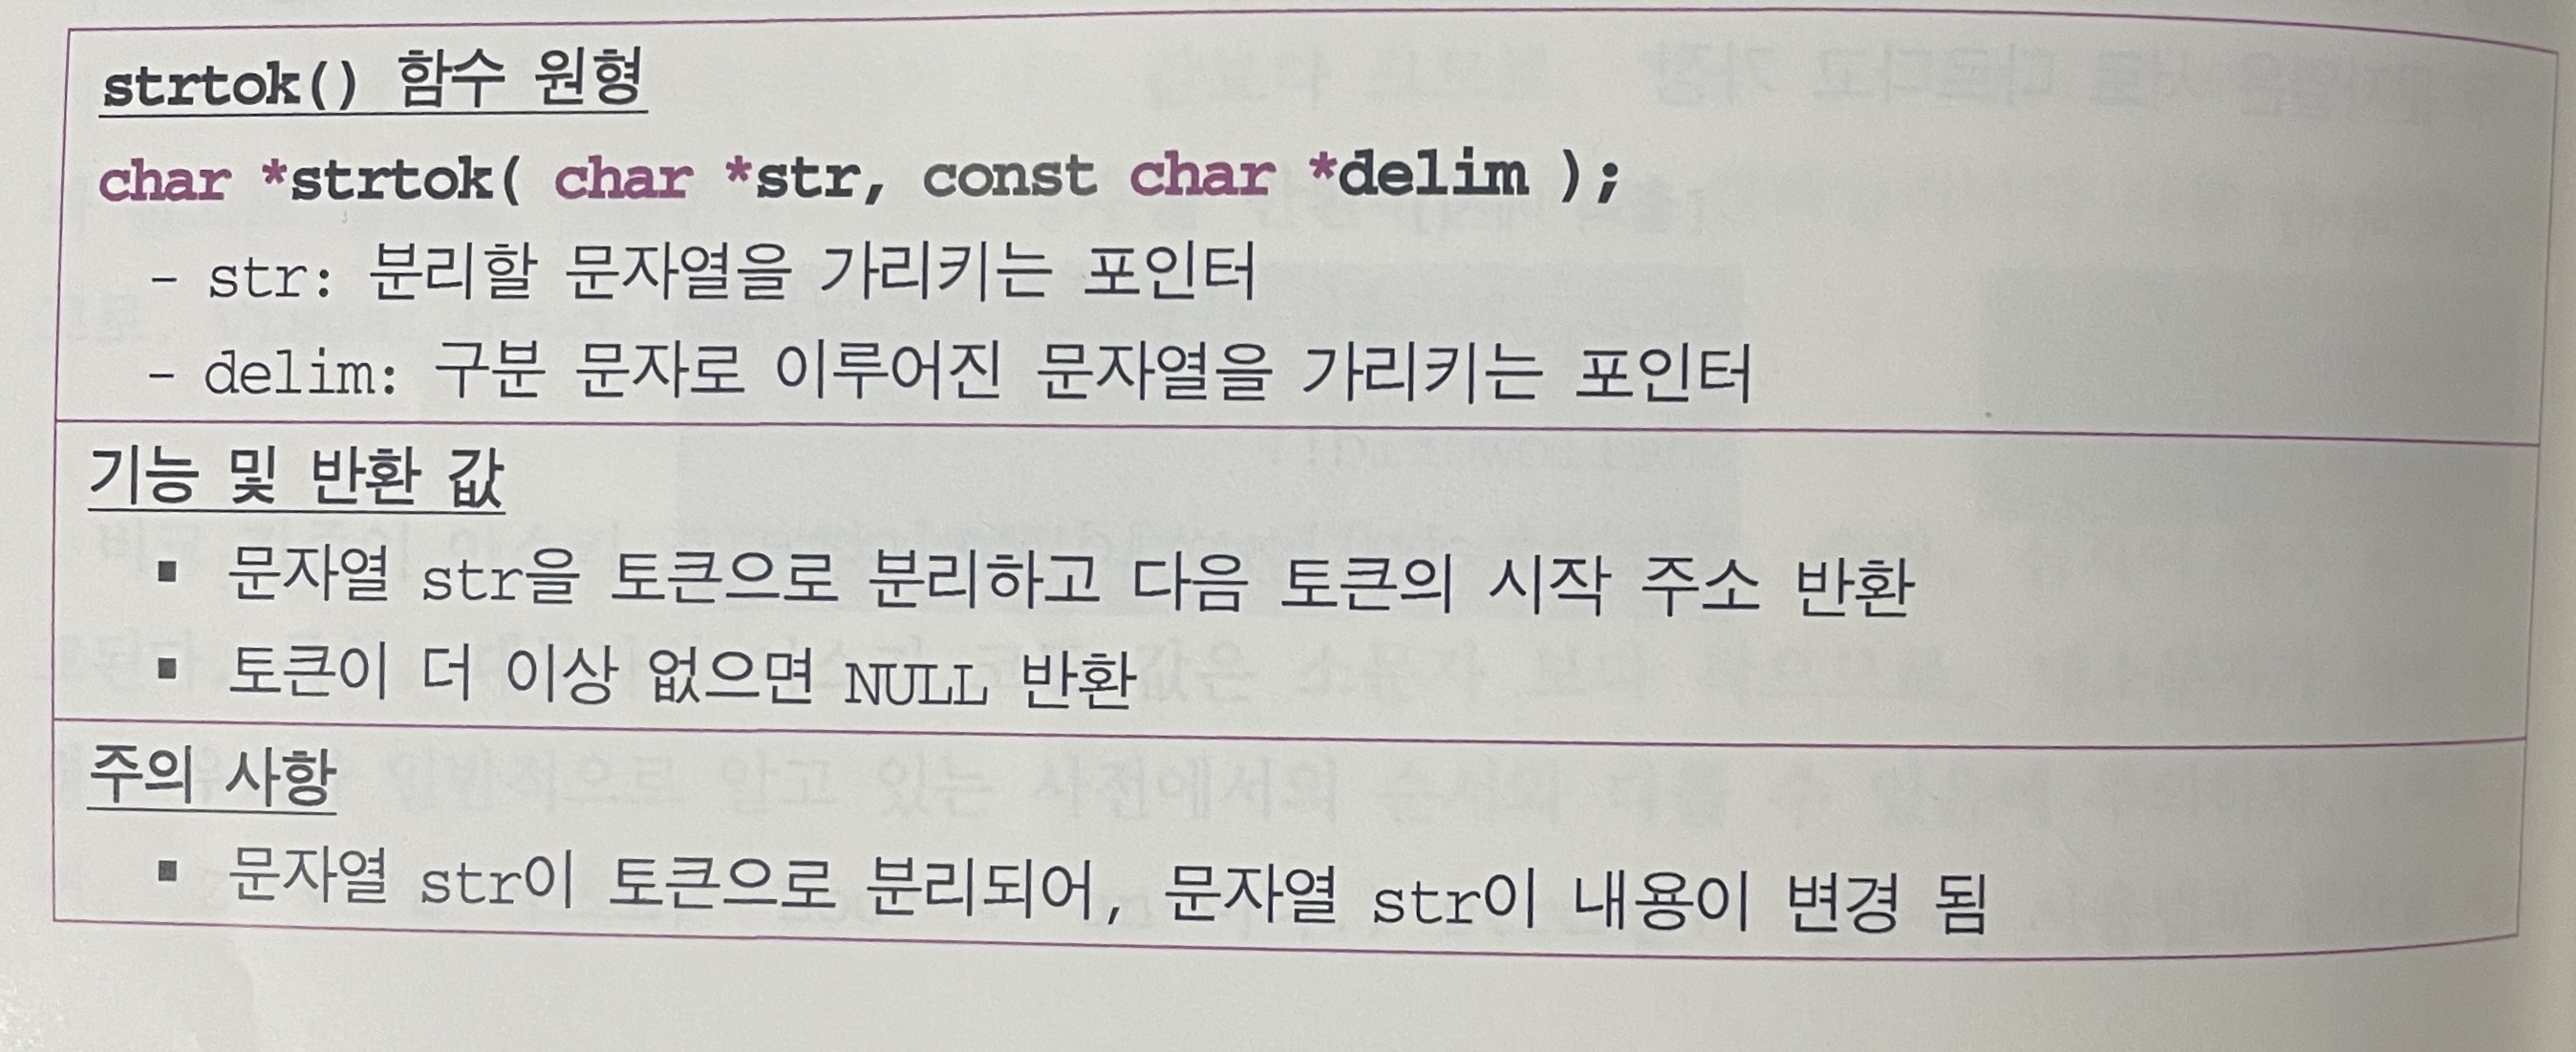 strtok() 함수 원형
char *strtok( char *str, const char *delim );
- str: 분리할 문자열을 가리키는 포인터
- delim: 구분 문자로 이루어진 문자열을 가리키는 포인터
기능 및 반환 값
▪ 문자열 str을 토큰으로 분리하고 다음 토큰의 시작 주소 반환
▪ 토큰이 더 이상 없으면 NULL 반환
주의 사항
▪ 문자열 str이 토큰으로 분리되어, 문자열 str이 내용이 변경 됨